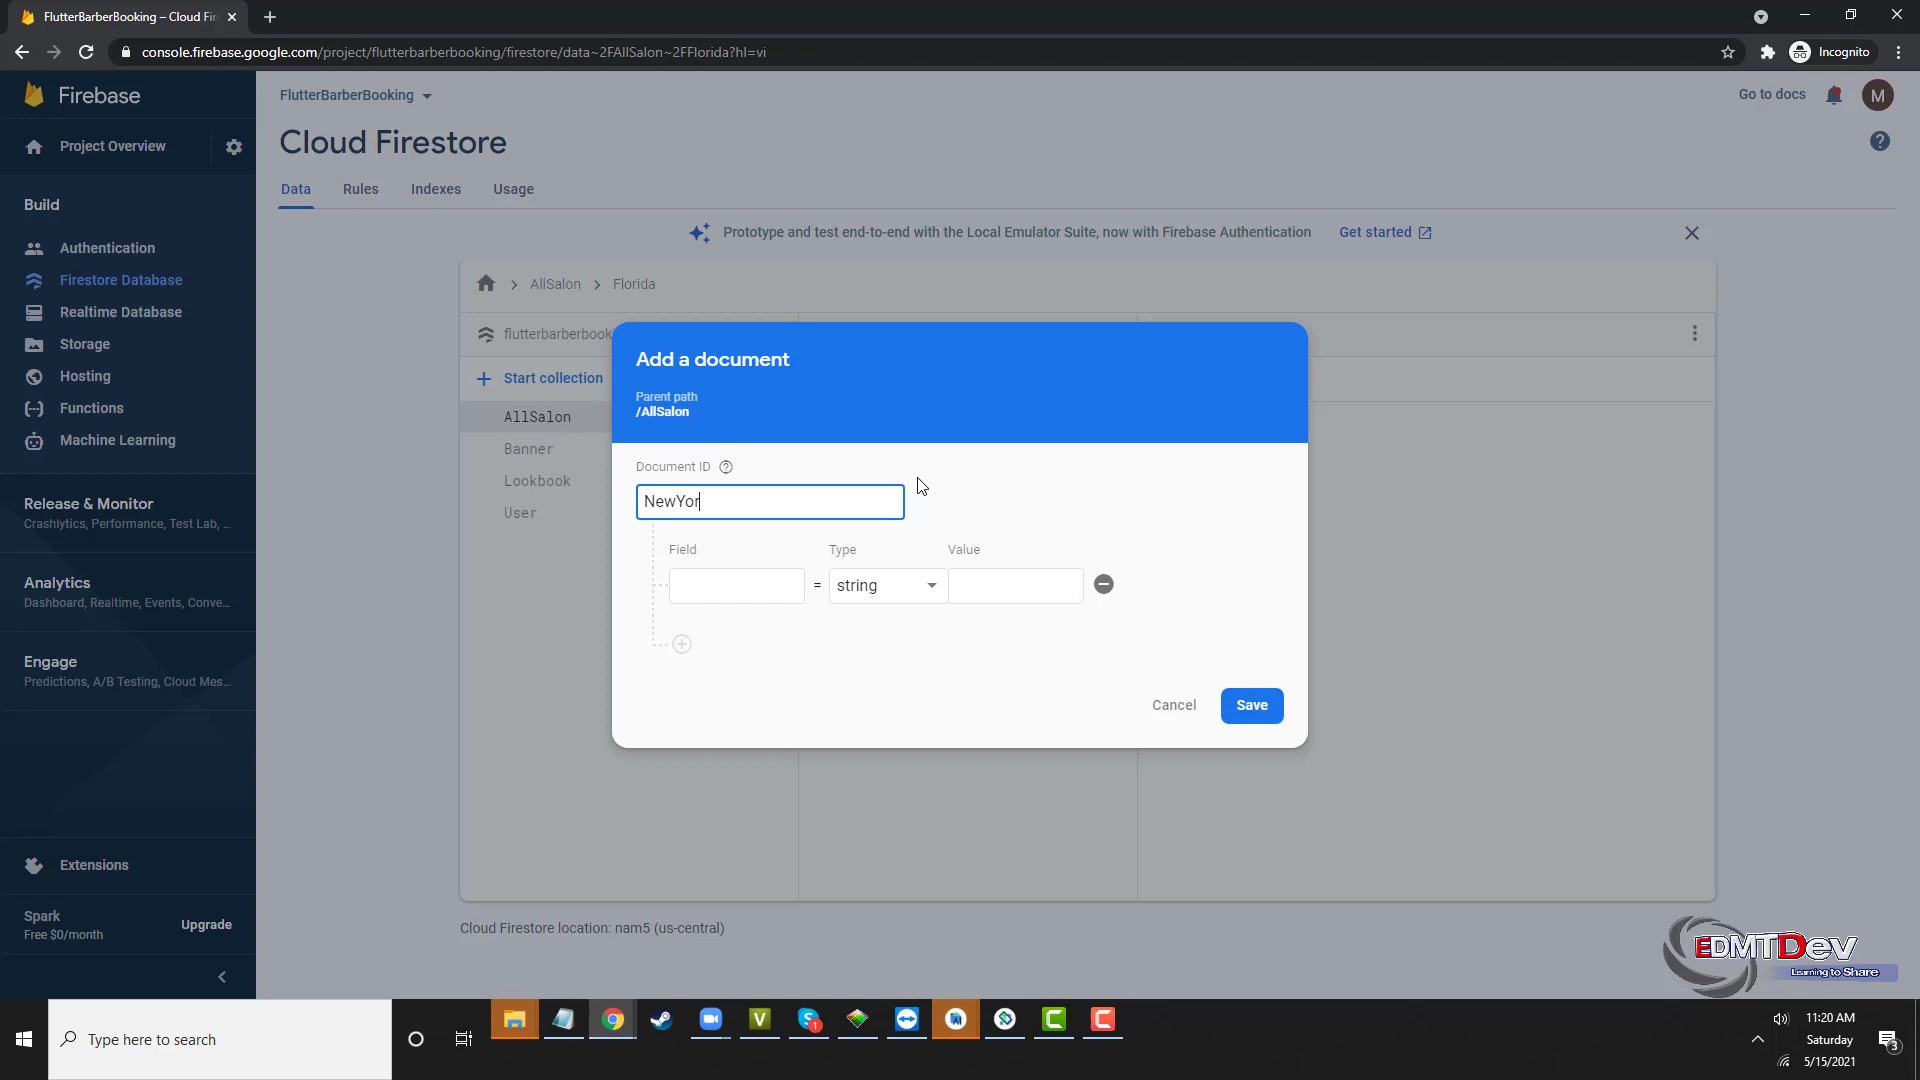 FlutterBarberBooking – Cloud Fir
console.firebase.google.com/project/flutterbarberbooking/firestore/data~2FAllSalon~2FFlorida?hl=vi
Incognito
Firebase
FlutterBarberBooking
Go to docs
M
Project Overview
Cloud Firestore
Data Rules Indexes Usage
Build
Prototype and test end-to-end with the Local Emulator Suite, now with Firebase Authentication Get started
Authentication
Firestore Database
Realtime Database
Storage
Hosting
Functions
Machine Learning
AllSalon > Florida
flutterbarberbooki
Start collection
AllSalon
Banner
Lookbook
User
Add a document
Parent path
/AllSalon
Document ID
NewYor
Field Type Value
= string
Cancel Save
Release & Monitor
Crashlytics, Performance, Test Lab, ...
Analytics
Dashboard, Realtime, Events, Conve...
Engage
Predictions, A/B Testing, Cloud Mes...
Extensions
Spark
Free $0/month
Upgrade
Cloud Firestore location: nam5 (us-central)
EDMTDev
Learning to Share
Type here to search
11:20 AM
Saturday
5/15/2021
3